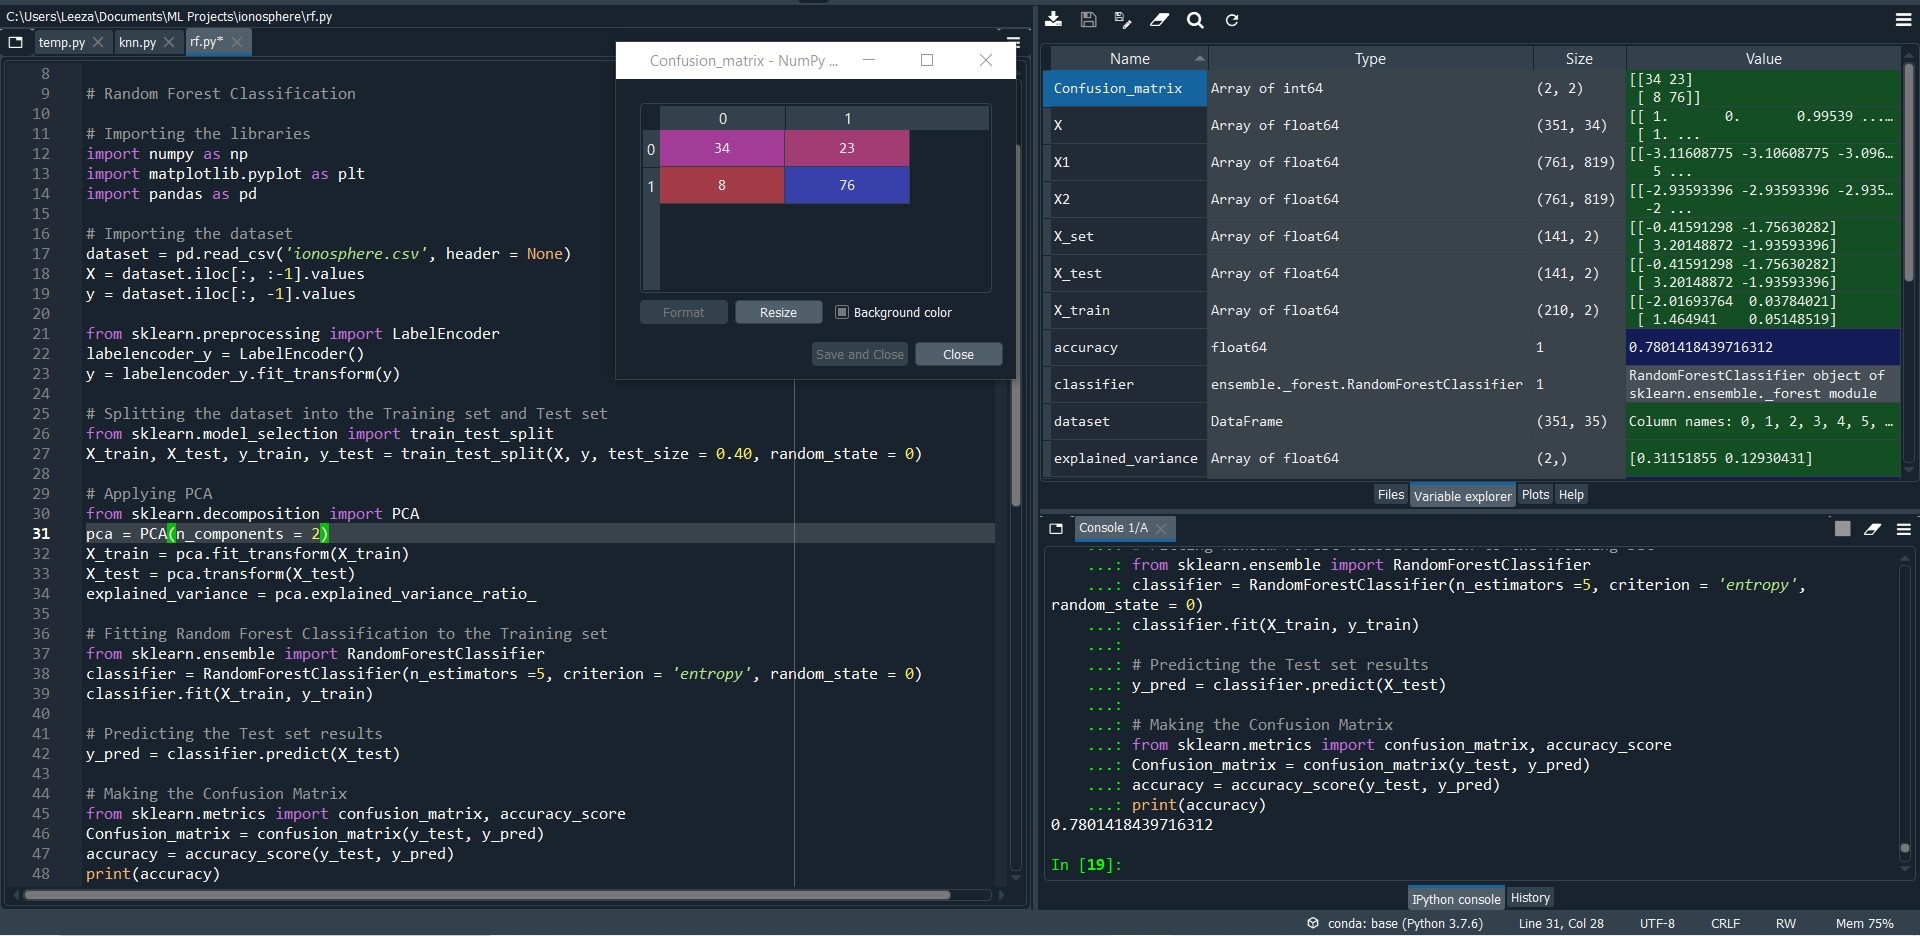 C:\Users\Leeza\Documents\ML Projects\ionosphere\rf.py
temp.py
knn.py
rf.py*
8
9 # Random Forest Classification
10
11 # Importing the libraries
12 import numpy as np
13 import matplotlib.pyplot as plt
14 import pandas as pd
15
16 # Importing the dataset
17 dataset = pd.read_csv('ionosphere.csv', header = None)
18 X = dataset.iloc[:, :-1].values
19 y = dataset.iloc[:, -1].values
20
21 from sklearn.preprocessing import LabelEncoder
22 labelencoder_y = LabelEncoder()
23 y = labelencoder_y.fit_transform(y)
24
25 # Splitting the dataset into the Training set and Test set
26 from sklearn.model_selection import train_test_split
27 X_train, X_test, y_train, y_test = train_test_split(X, y, test_size = 0.40, random_state = 0)
28
29 # Applying PCA
30 from sklearn.decomposition import PCA
31 pca = PCA(n_components = 2)
32 X_train = pca.fit_transform(X_train)
33 X_test = pca.transform(X_test)
34 explained_variance = pca.explained_variance_ratio_
35
36 # Fitting Random Forest Classification to the Training set
37 from sklearn.ensemble import RandomForestClassifier
38 classifier = RandomForestClassifier(n_estimators =5, criterion = 'entropy', random_state = 0)
39 classifier.fit(X_train, y_train)
40
41 # Predicting the Test set results
42 y_pred = classifier.predict(X_test)
43
44 # Making the Confusion Matrix
45 from sklearn.metrics import confusion_matrix, accuracy_score
46 Confusion_matrix = confusion_matrix(y_test, y_pred)
47 accuracy = accuracy_score(y_test, y_pred)
48 print(accuracy)
Confusion_matrix - NumPy ...
0 1
0 34 23
1 8 76
Format Resize Background color
Save and Close Close
Name Type Size Value
Confusion_matrix Array of int64 (2, 2) [[34 23]
[ 8 76]]
X Array of float64 (351, 34) [[ 1. 0. 0.99539 ...…
[ 1. ...
X1 Array of float64 (761, 819) [[-3.11608775 -3.10608775 -3.096…
5 ...
X2 Array of float64 (761, 819) [[-2.93593396 -2.93593396 -2.935…
-2 ...
X_set Array of float64 (141, 2) [[-0.41591298 -1.75630282]
[ 3.20148872 -1.93593396]
X_test Array of float64 (141, 2) [[-0.41591298 -1.75630282]
[ 3.20148872 -1.93593396]
X_train Array of float64 (210, 2) [[-2.01693764 0.03784021]
[ 1.464941 0.05148519]
accuracy float64 1 0.7801418439716312
classifier ensemble._forest.RandomForestClassifier 1 RandomForestClassifier object of
sklearn.ensemble._forest module
dataset DataFrame (351, 35) Column names: 0, 1, 2, 3, 4, 5, …
explained_variance Array of float64 (2,) [0.31151855 0.12930431]
Files Variable explorer Plots Help
Console 1/A
...: # Fitting Random Forest Classification to the Training set
...: from sklearn.ensemble import RandomForestClassifier
...: classifier = RandomForestClassifier(n_estimators =5, criterion = 'entropy',
random_state = 0)
...: classifier.fit(X_train, y_train)
...:
...: # Predicting the Test set results
...: y_pred = classifier.predict(X_test)
...:
...: # Making the Confusion Matrix
...: from sklearn.metrics import confusion_matrix, accuracy_score
...: Confusion_matrix = confusion_matrix(y_test, y_pred)
...: accuracy = accuracy_score(y_test, y_pred)
...: print(accuracy)
0.7801418439716312
In [19]:
IPython console History
conda: base (Python 3.7.6) Line 31, Col 28 UTF-8 CRLF RW Mem 75%